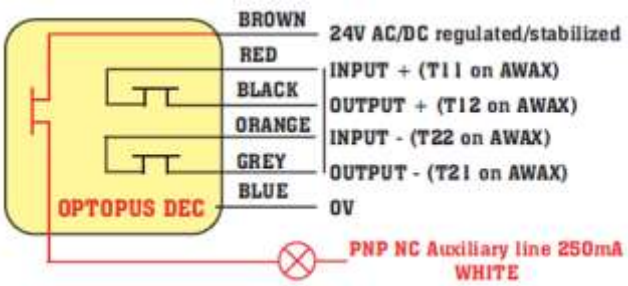 BROWN 24V AC/DC regulated/stabilized
RED INPUT + (T11 on AWAX)
BLACK OUTPUT + (T12 on AWAX)
ORANGE INPUT - (T22 on AWAX)
GREY OUTPUT - (T21 on AWAX)
OPTOPUS DEC BLUE 0V
PNP NC Auxiliary line 250mA
WHITE